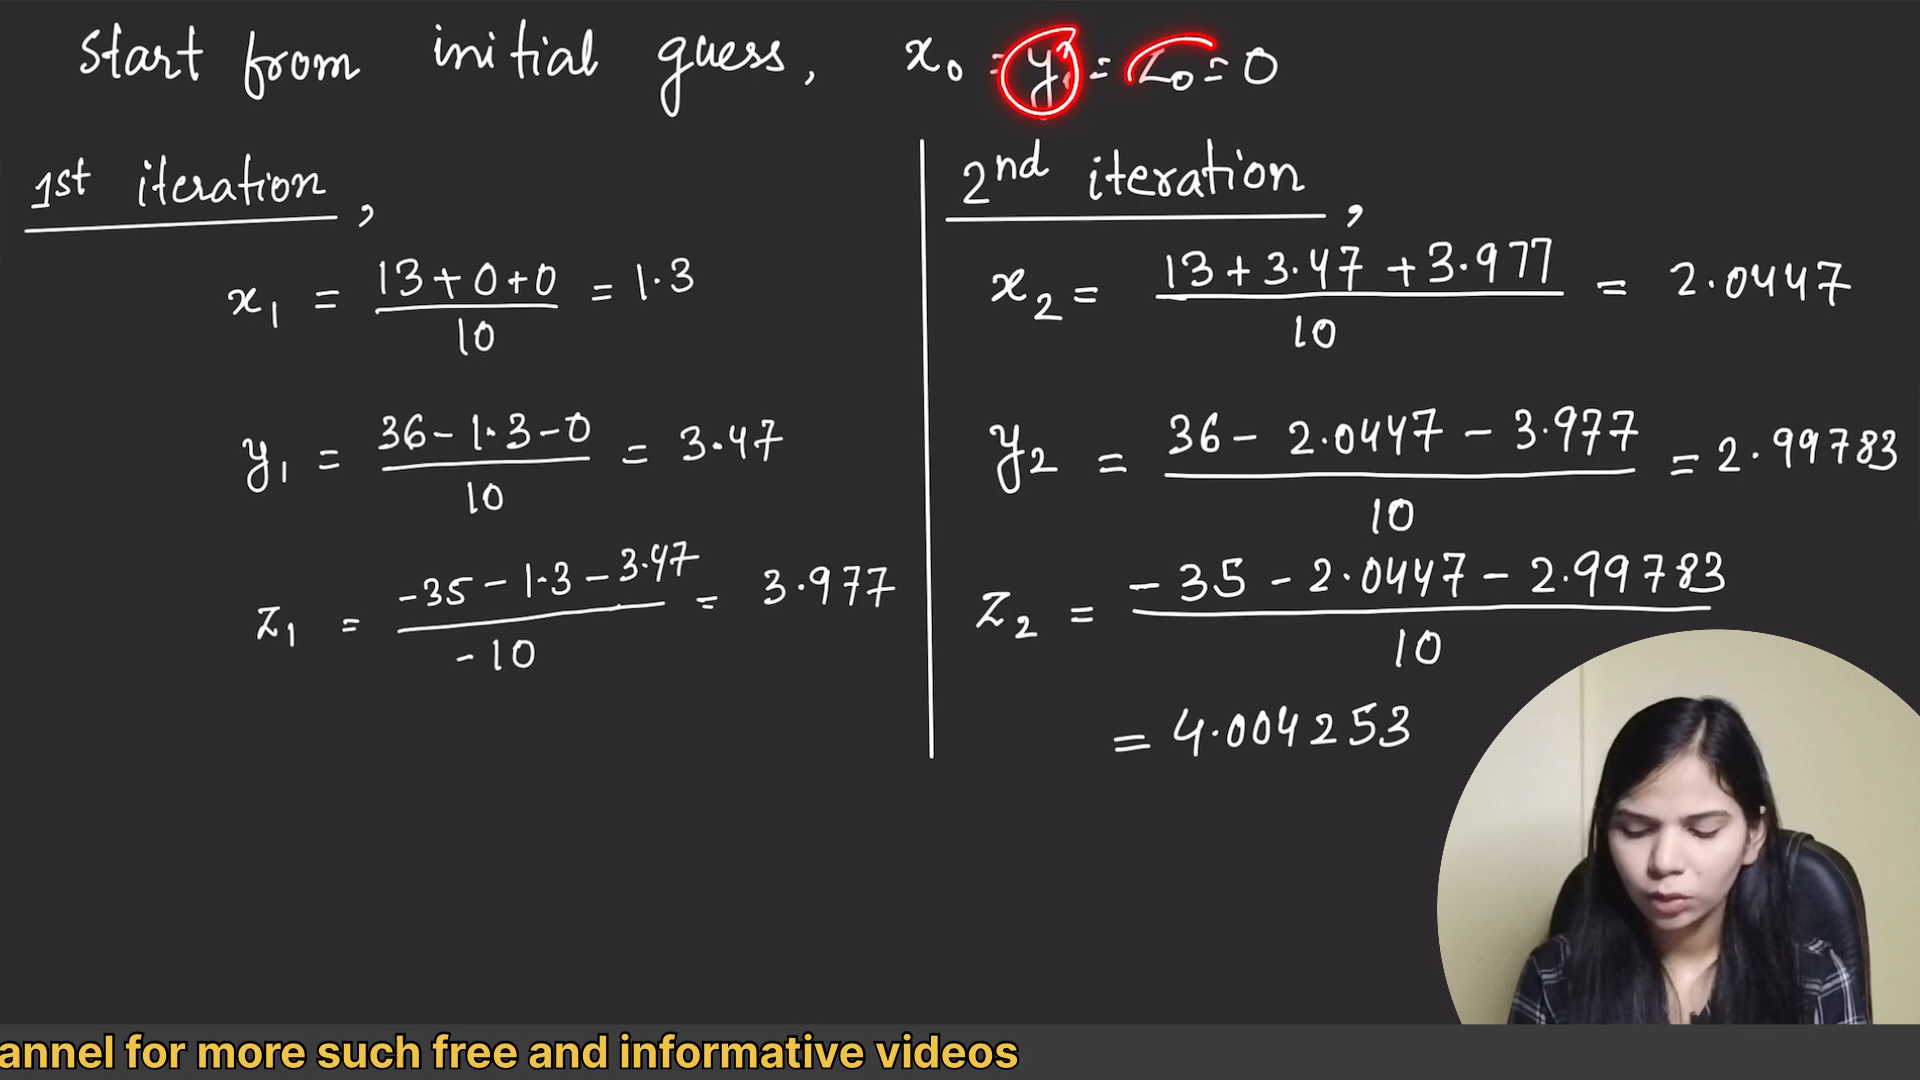 start from initial guess, x₀ = y₀ = z₀ = 0
1st iteration,
x₁ = (13 + 0 + 0)/10 = 1.3
y₁ = (36 - 1.3 - 0)/10 = 3.47
z₁ = (-35 - 1.3 - 3.47)/-10 = 3.977
2nd iteration,
x₂ = (13 + 3.47 + 3.977)/10 = 2.0447
y₂ = (36 - 2.0447 - 3.977)/10 = 2.99783
z₂ = (-35 - 2.0447 - 2.99783)/10
= 4.004253
annel for more such free and informative videos